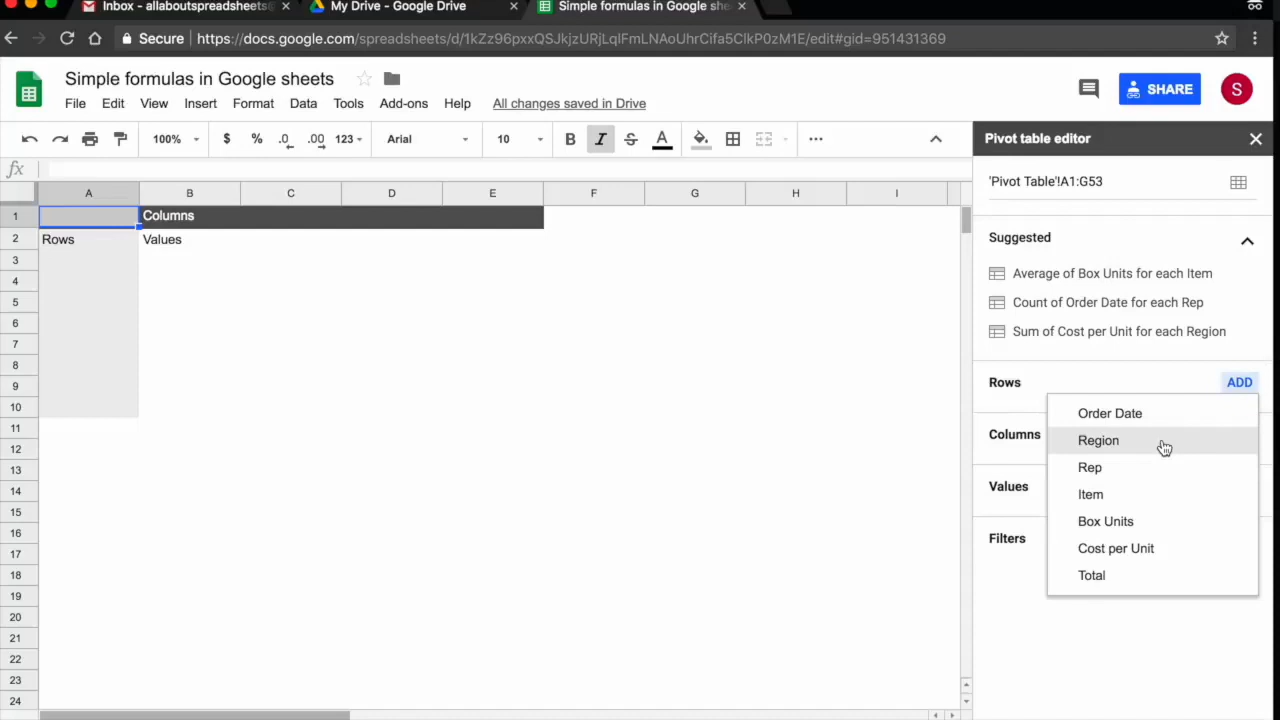 Inbox - allaboutspreadsheets@ × My Drive - Google Drive × Simple formulas in Google shee ×
Secure https://docs.google.com/spreadsheets/d/1kZz96pxxQSJkjzURjLqlFmLNAoUhrCifa5ClkP0zM1E/edit#gid=951431369
Simple formulas in Google sheets
SHARE S
File Edit View Insert Format Data Tools Add-ons Help All changes saved in Drive
100% $ % .0 .00 123 Arial 10 B I S A
Pivot table editor
fx
'Pivot Table'!A1:G53
A B C D E F G H I
1 Columns
2 Rows Values
3
4
5
6
7
8
9
10
11
12
13
14
15
16
17
18
19
20
21
22
23
24
Suggested
Average of Box Units for each Item
Count of Order Date for each Rep
Sum of Cost per Unit for each Region
Rows ADD
Order Date
Columns
Region
Rep
Values
Item
Box Units
Filters
Cost per Unit
Total